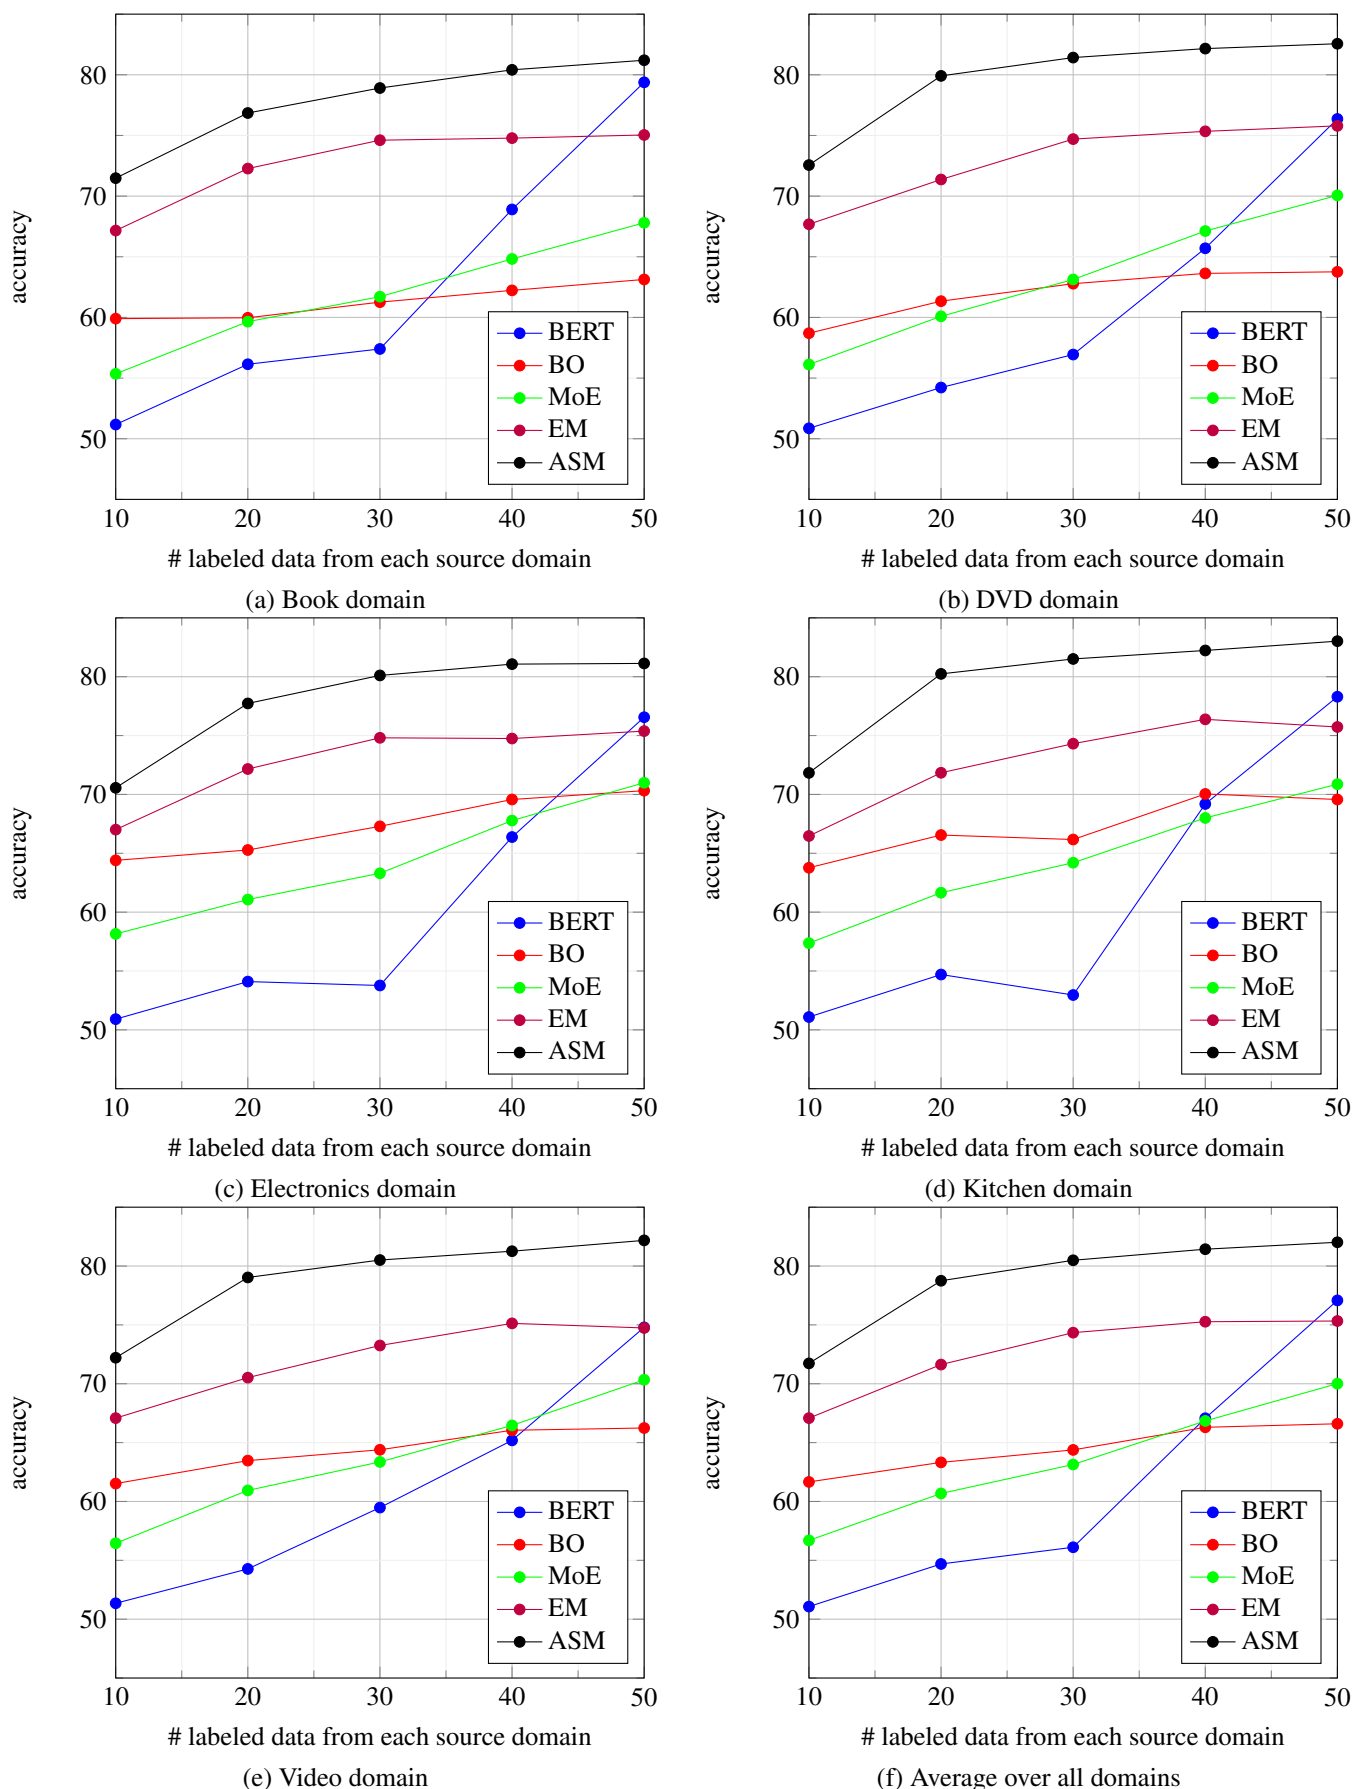 80
70
60
50
accuracy
BERT
BO
MoE
EM
ASM
10 20 30 40 50
# labeled data from each source domain
(a) Book domain
80
70
60
50
accuracy
BERT
BO
MoE
EM
ASM
10 20 30 40 50
# labeled data from each source domain
(b) DVD domain
80
70
60
50
accuracy
BERT
BO
MoE
EM
ASM
10 20 30 40 50
# labeled data from each source domain
(c) Electronics domain
80
70
60
50
accuracy
BERT
BO
MoE
EM
ASM
10 20 30 40 50
# labeled data from each source domain
(d) Kitchen domain
80
70
60
50
accuracy
BERT
BO
MoE
EM
ASM
10 20 30 40 50
# labeled data from each source domain
(e) Video domain
80
70
60
50
accuracy
BERT
BO
MoE
EM
ASM
10 20 30 40 50
# labeled data from each source domain
(f) Average over all domains